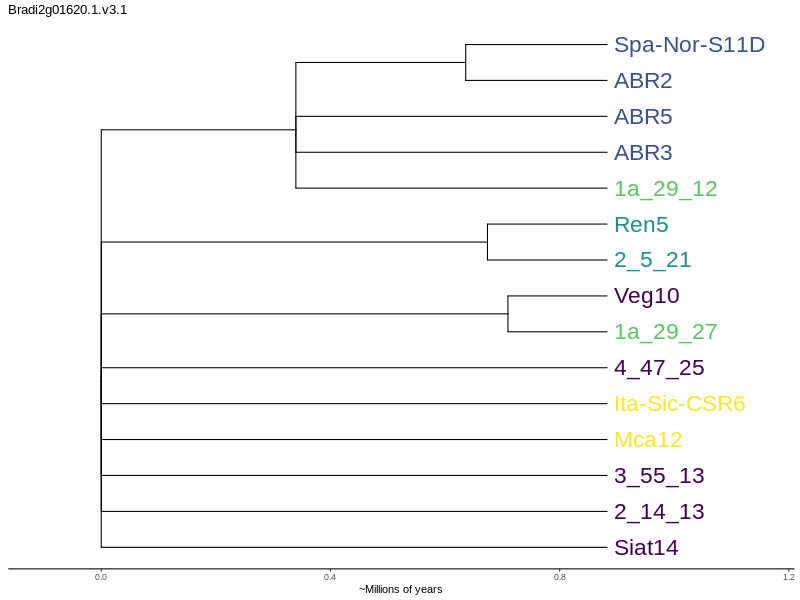 Bradi2g01620.1.v3.1
Spa-Nor-S11D
ABR2
ABR5
ABR3
1a_29_12
Ren5
2_5_21
Veg10
1a_29_27
4_47_25
Ita-Sic-CSR6
Mca12
3_55_13
2_14_13
Siat14
0.0 0.4 0.8 1.2
~Millions of years